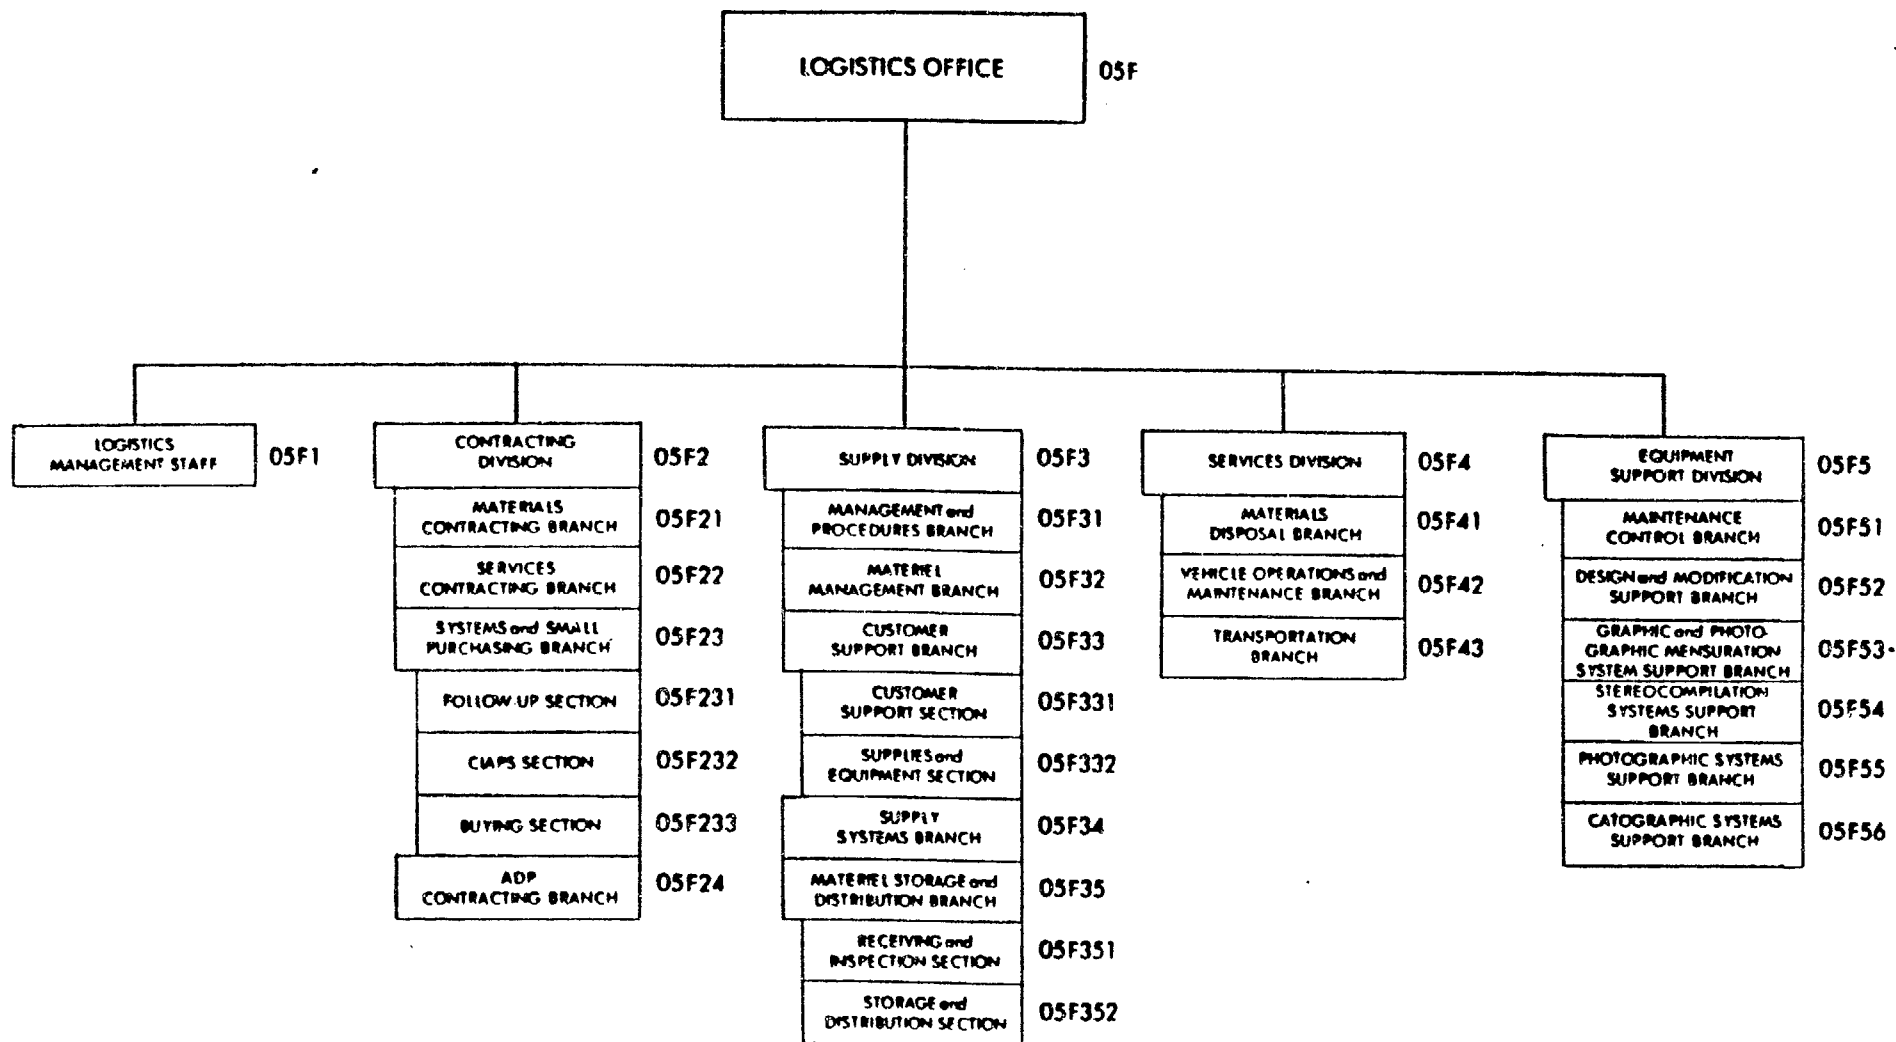 LOGISTICS OFFICE
05F
LOGISTICS
MANAGEMENT STAFF
05F1
CONTRACTING
DIVISION
05F2
MATERIALS
CONTRACTING BRANCH
05F21
SERVICES
CONTRACTING BRANCH
05F22
SYSTEMS and SMALL
PURCHASING BRANCH
05F23
FOLLOW-UP SECTION
05F231
CIAPS SECTION
05F232
BUYING SECTION
05F233
ADP
CONTRACTING BRANCH
05F24
SUPPLY DIVISION
05F3
MANAGEMENT and
PROCEDURES BRANCH
05F31
MATERIEL
MANAGEMENT BRANCH
05F32
CUSTOMER
SUPPORT BRANCH
05F33
CUSTOMER
SUPPORT SECTION
05F331
SUPPLIES and
EQUIPMENT SECTION
05F332
SUPPLY
SYSTEMS BRANCH
05F34
MATERIEL STORAGE and
DISTRIBUTION BRANCH
05F35
RECEIVING and
INSPECTION SECTION
05F351
STORAGE and
DISTRIBUTION SECTION
05F352
SERVICES DIVISION
05F4
MATERIALS
DISPOSAL BRANCH
05F41
VEHICLE OPERATIONS and
MAINTENANCE BRANCH
05F42
TRANSPORTATION
BRANCH
05F43
EQUIPMENT
SUPPORT DIVISION
05F5
MAINTENANCE
CONTROL BRANCH
05F51
DESIGN and MODIFICATION
SUPPORT BRANCH
05F52
GRAPHIC and PHOTO-
GRAPHIC MENSURATION
SYSTEM SUPPORT BRANCH
05F53
STEREOCOMPILATION
SYSTEMS SUPPORT
BRANCH
05F54
PHOTOGRAPHIC SYSTEMS
SUPPORT BRANCH
05F55
CATOGRAPHIC SYSTEMS
SUPPORT BRANCH
05F56